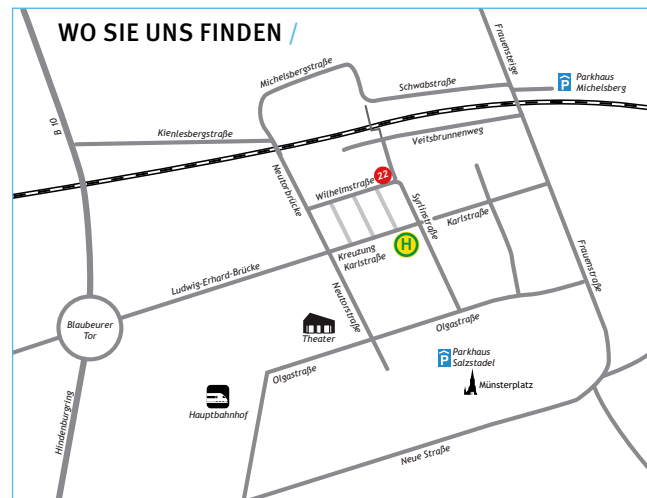 WO SIE UNS FINDEN /
Frauensteige
Michelsbergstraße
Schwabstraße
P
Parkhaus
Michelsberg
B 10
Kienlesbergstraße
Veitsbrunnenweg
Neutorbrücke
Wilhelmstraße
22
Syrlinstraße
Karlstraße
H
Kreuzung
Karlstraße
Frauenstraße
Ludwig-Erhard-Brücke
Neutorstraße
Blaubeurer
Tor
Theater
Olgastraße
P
Parkhaus
Salzstadel
Olgastraße
Münsterplatz
Hauptbahnhof
Hindenburgring
Neue Straße